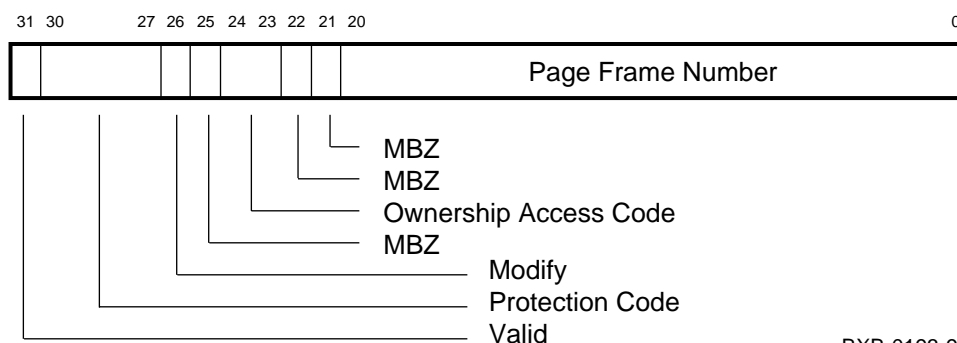 31 30 27 26 25 24 23 22 21 20 0
Page Frame Number
MBZ
MBZ
Ownership Access Code
MBZ
Modify
Protection Code
Valid